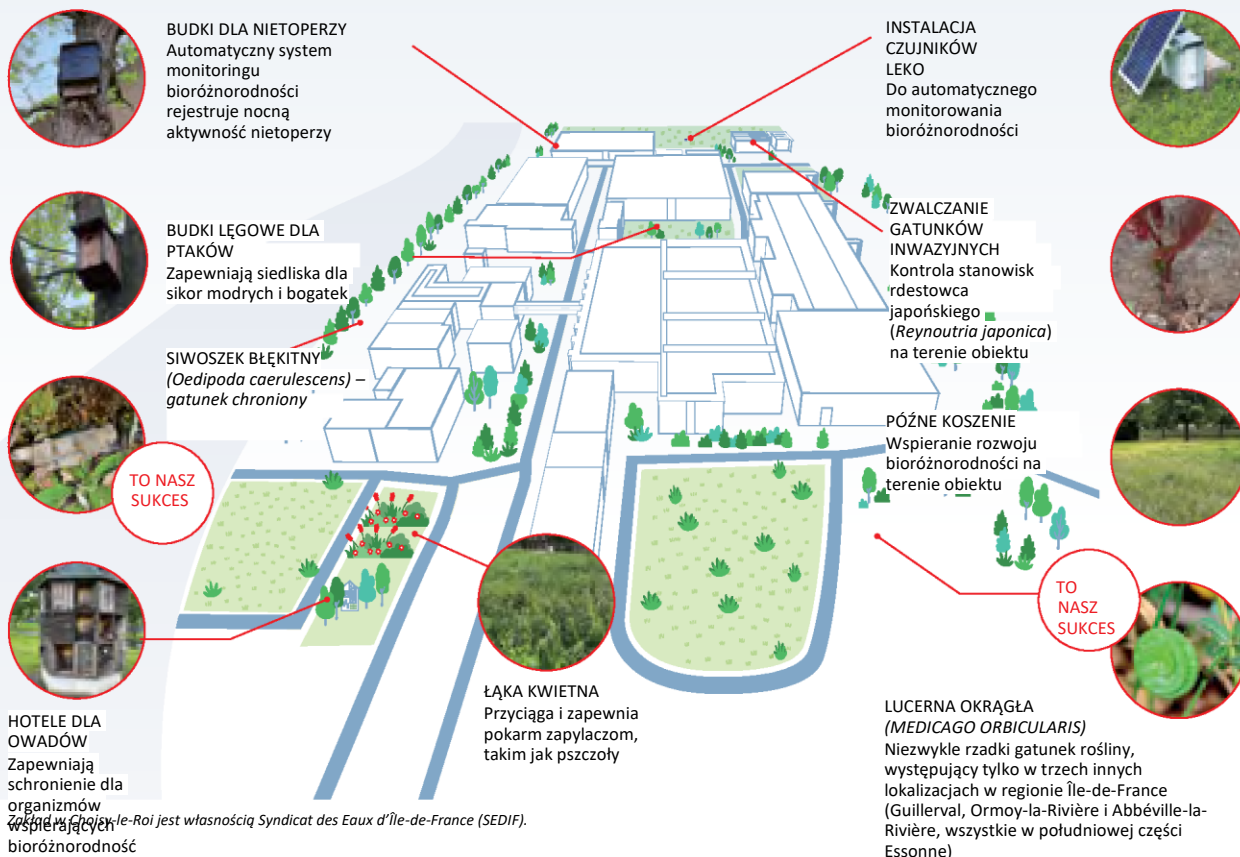 BUDKI DLA NIETOPERZY
Automatyczny system
monitoringu
bioróżnorodności
rejestruje nocną
aktywność nietoperzy
INSTALACJA
CZUJNIKÓW
LEKO
Do automatycznego
monitorowania
bioróżnorodności
BUDKI LĘGOWE DLA
PTAKÓW
Zapewniają siedliska dla
sikor modrych i bogatek
ZWALCZANIE
GATUNKÓW
INWAZYJNYCH
Kontrola stanowisk
rdestowca
japońskiego
(Reynoutria japonica)
na terenie obiektu
SIWOSZEK BŁĘKITNY
(Oedipoda caerulescens) –
gatunek chroniony
TO NASZ
SUKCES
PÓŹNE KOSZENIE
Wspieranie rozwoju
bioróżnorodności na
terenie obiektu
TO
NASZ
SUKCES
HOTELE DLA
OWADÓW
Zapewniają
schronienie dla
organizmów
wspierających
bioróżnorodność
ŁĄKA KWIETNA
Przyciąga i zapewnia
pokarm zapylaczom,
takim jak pszczoły
LUCERNA OKRĄGŁA
(MEDICAGO ORBICULARIS)
Niezwykle rzadki gatunek rośliny,
występujący tylko w trzech innych
lokalizacjach w regionie Île-de-France
(Guillerval, Ormoy-la-Rivière i Abbéville-la-
Rivière, wszystkie w południowej części
Essonne)
Zakład w Choisy-le-Roi jest własnością Syndicat des Eaux d'Île-de-France (SEDIF).